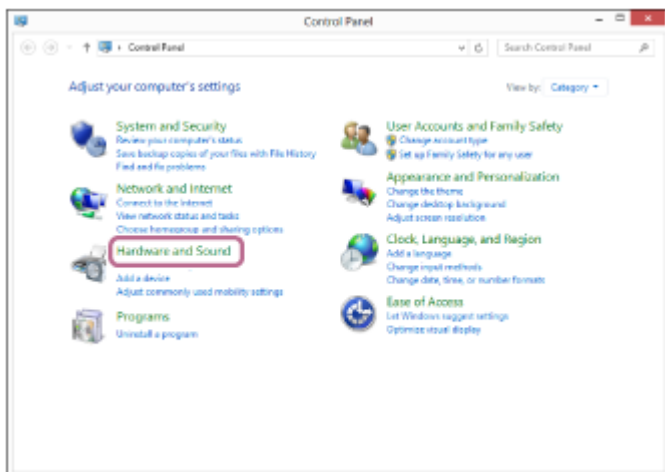 Control Panel
Control Panel
Search Control Panel
Adjust your computer's settings
View by: Category
System and Security
Review your computer's status
Save backup copies of your files with File History
Find and fix problems
Network and Internet
Connect to the Internet
View network status and tasks
Choose homegroup and sharing options
Hardware and Sound
Add a device
Adjust commonly used mobility settings
Programs
Uninstall a program
User Accounts and Family Safety
Change account type
Set up Family Safety for any user
Appearance and Personalization
Change the theme
Change desktop background
Adjust screen resolution
Clock, Language, and Region
Add a language
Change input methods
Change date, time, or number formats
Ease of Access
Let Windows suggest settings
Optimize visual display